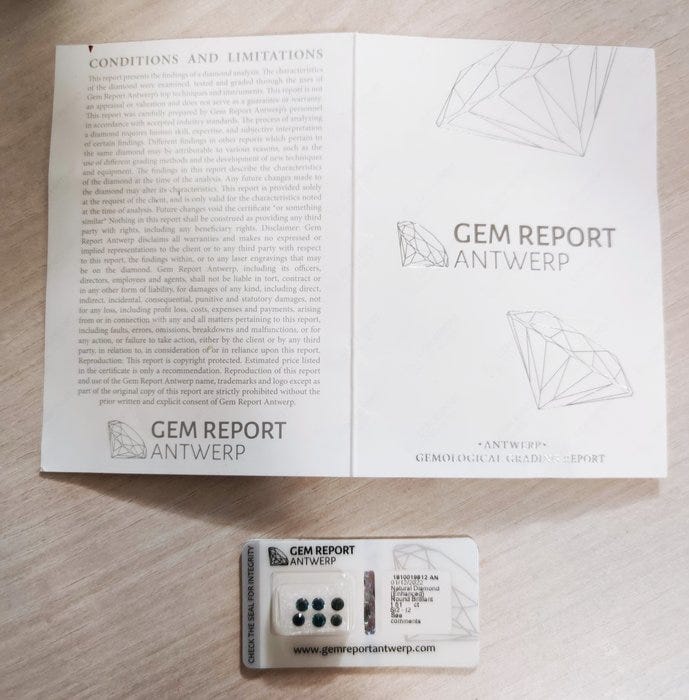 CONDITIONS AND LIMITATIONS
This report presents the findings of a diamond analysis. The characteristics
of the diamond were examined, tested and graded through the uses of
Gem Report Antwerp's top techniques and instruments. This report is not
an appraisal or valuation and does not serve as a guarantee or warranty.
This report was carefully prepared by Gem Report Antwerp's personnel
in accordance with accepted industry standards. The process of analyzing
a diamond requires human skill, expertise, and subjective interpretation
of certain findings. Different findings in other reports which pertain to
the same diamond may be attributable to various reasons, such as the
use of different grading methods and the development of new techniques
and equipment. The findings in this report describe the characteristics
of the diamond at the time of the analysis. Any future changes made to
the diamond may alter its characteristics. This report is provided solely
at the request of the client, and is only valid for the characteristics noted
at the time of analysis. Future changes void the certificate "or something
similar" Nothing in this report shall be construed as providing any third
party with rights, including any beneficiary rights. Disclaimer: Gem
Report Antwerp disclaims all warranties and makes no expressed or
implied representations to the client or to any third party with respect
to this report, the findings within, or to any laser engravings that may
be on the diamond. Gem Report Antwerp, including its officers,
directors, employees and agents, shall not be liable in tort, contract or
in any other form of liability, for damages of any kind, including direct,
indirect, incidental, consequential, punitive and statutory damages, not
for any loss, including profit loss, costs, expenses and payments, arising
from or in connection with any and all matters pertaining to this report,
including faults, errors, omissions, breakdowns and malfunctions, or for
any action, or failure to take action, either by the client or by any third
party, in relation to, in consideration of or in reliance upon this report.
Reproduction: This report is copyright protected. Estimated price listed
in the certificate is only a recommendation. Reproduction of this report
and use of the Gem Report Antwerp name, trademarks and logo except as
part of the original copy of this report are strictly prohibited without the
prior written and explicit consent of Gem Report Antwerp.
GEM REPORT
ANTWERP
GEM REPORT
ANTWERP
•ANTWERP•
GEMOLOGICAL GRADING REPORT
CHECK THE SEAL FOR INTEGRITY
GEM REPORT
ANTWERP
1810019812 AN
01/12/2022
Natural Diamond
(Enhanced)
Round Brilliant
ct
See
comments
www.gemreportantwerp.com